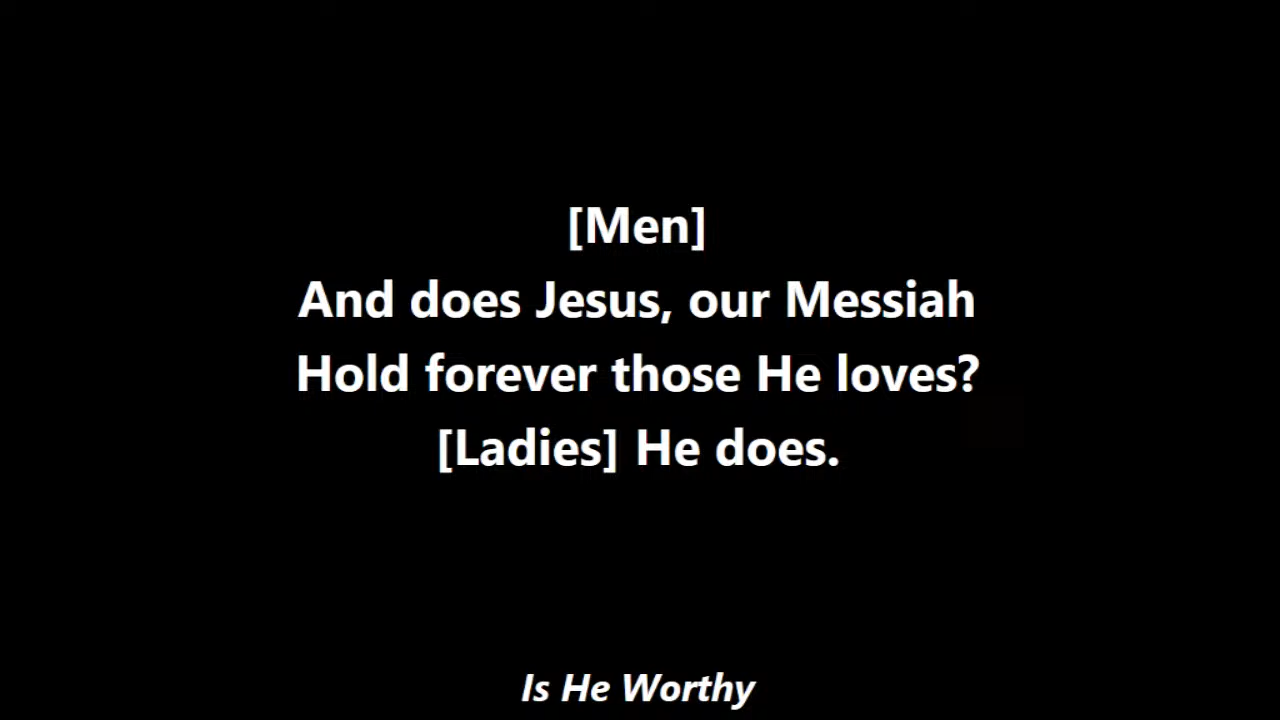 [Men]
And does Jesus, our Messiah
Hold forever those He loves?
[Ladies] He does.
Is He Worthy